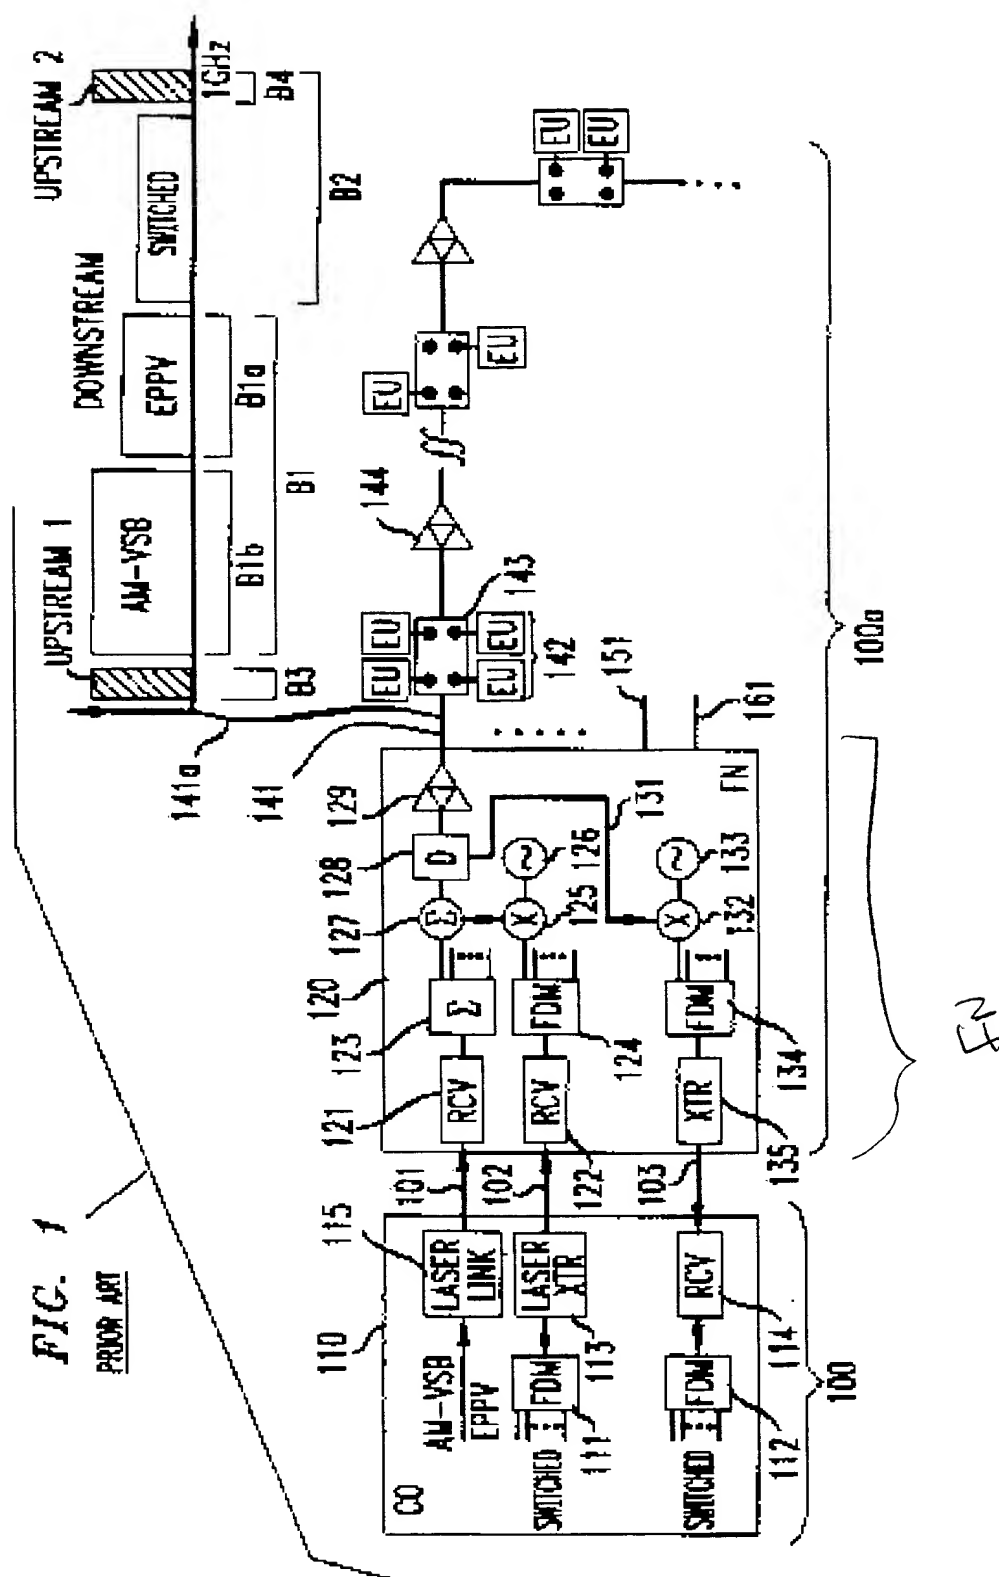 FIG. 1
PRIOR ART
UPSTREAM 1
DOWNSTREAM
UPSTREAM 2
AM-VSB
EPPV
SWITCHED
1GHz
B3
B1b
B1a
B4
B1
B2
141a
141
144
EU
EU
EU
EU
143
142
EU
EU
EU
EU
151
161
CO
110
115
AM-VSB
EPPV
LASER
LINK
101
SWITCHED
FDM
111
LASER
XTR
113
102
SWITCHED
FDM
112
RCV
114
103
100
120
121
RCV
123
Σ
127
Σ
128
D
129
122
RCV
124
FDM
125
X
126
~
131
135
XTR
134
FDM
132
X
133
~
FN
100a